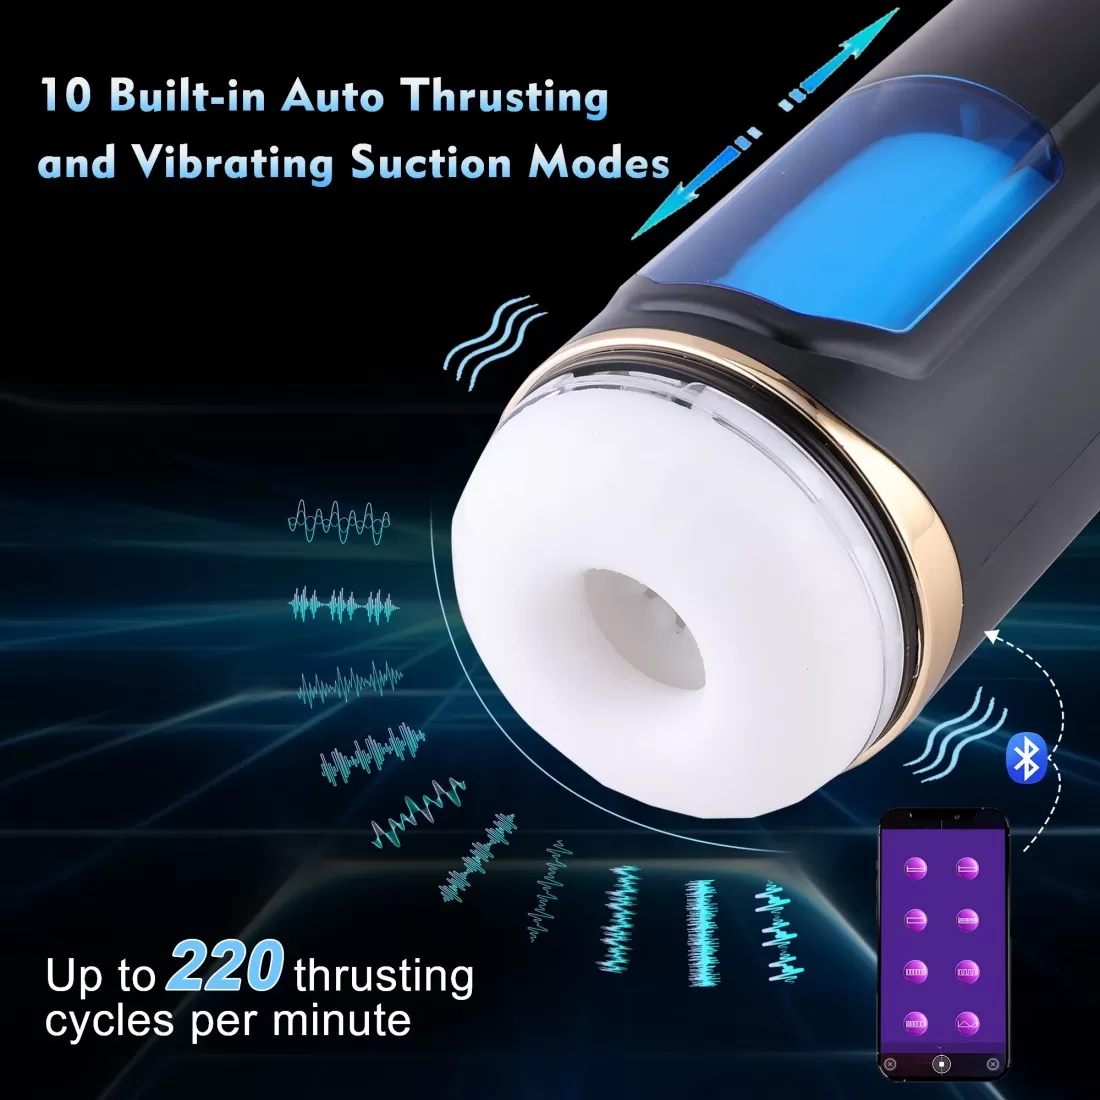 10 Built-in Auto Thrusting
and Vibrating Suction Modes
Up to 220 thrusting
cycles per minute